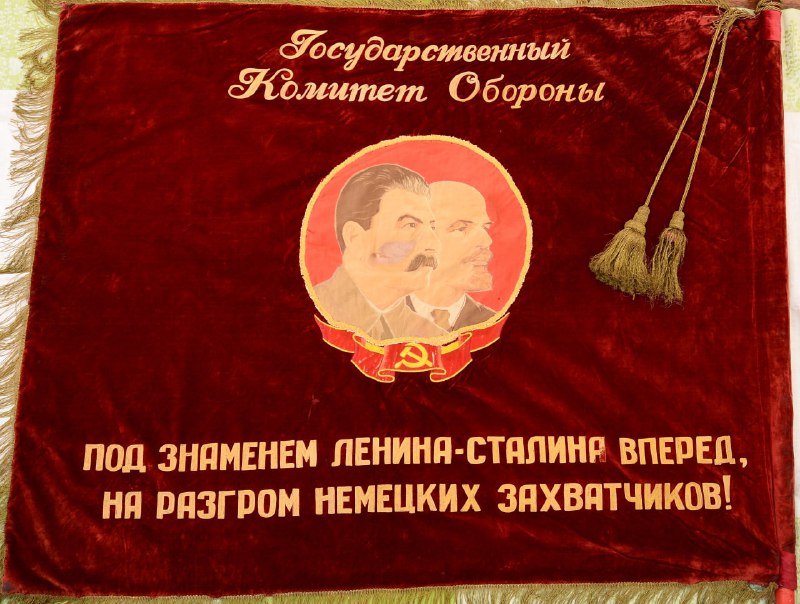 Государственный
Комитет Обороны
ПОД ЗНАМЕНЕМ ЛЕНИНА-СТАЛИНА ВПЕРЕД,
НА РАЗГРОМ НЕМЕЦКИХ ЗАХВАТЧИКОВ!